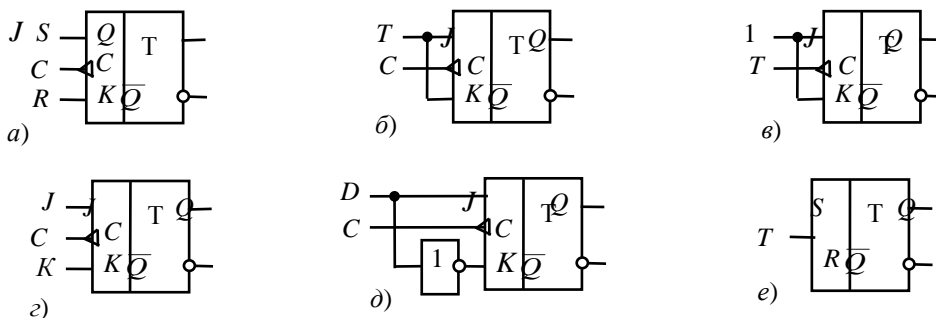 J S Q T
C C
R K Q̅
а)
T J T Q
C C
K Q̅
б)
1 J T Q
T C
K Q̅
в)
J J T Q
C C
К K Q̅
г)
D J T Q
C C
1 K Q̅
д)
S T Q
T
R Q̅
е)